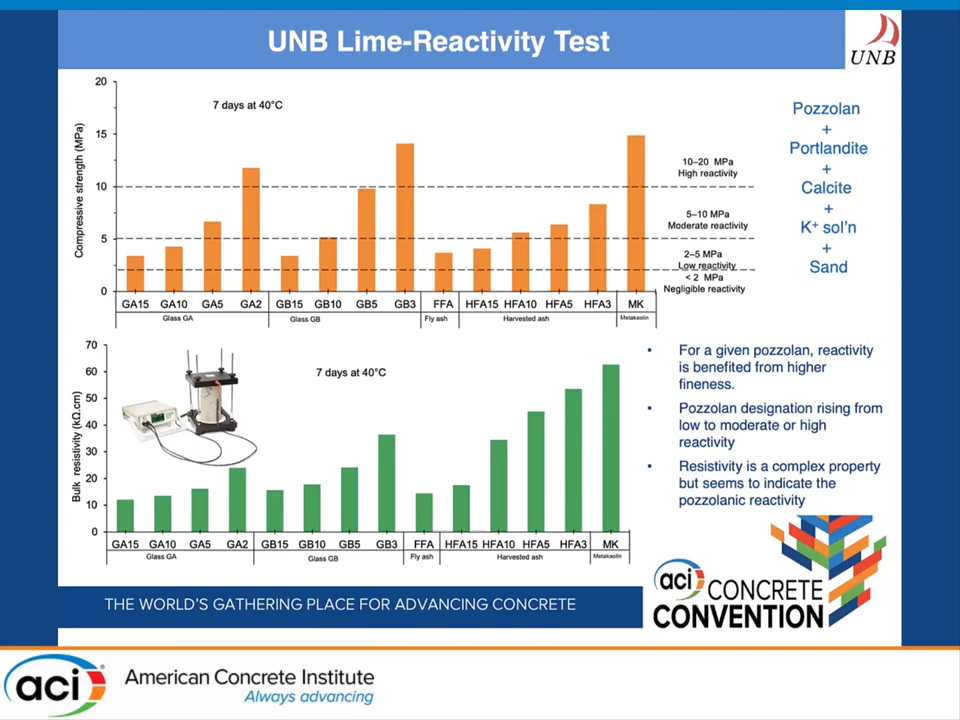 UNB Lime-Reactivity Test
UNB
20
15
10
5
0
Compressive strength (MPa)
7 days at 40°C
10–20 MPa
High reactivity
5–10 MPa
Moderate reactivity
2–5 MPa
Low reactivity
< 2 MPa
Negligible reactivity
GA15 GA10 GA5 GA2 GB15 GB10 GB5 GB3 FFA HFA15 HFA10 HFA5 HFA3 MK
Glass GA Glass GB Fly ash Harvested ash Metakaolin
Pozzolan
+
Portlandite
+
Calcite
+
K⁺ sol'n
+
Sand
70
60
50
40
30
20
10
0
Bulk resistivity (kΩ.cm)
7 days at 40°C
GA15 GA10 GA5 GA2 GB15 GB10 GB5 GB3 FFA HFA15 HFA10 HFA5 HFA3 MK
Glass GA Glass GB Fly ash Harvested ash Metakaolin
• For a given pozzolan, reactivity
is benefited from higher
fineness.
• Pozzolan designation rising from
low to moderate or high
reactivity
• Resistivity is a complex property
but seems to indicate the
pozzolanic reactivity
THE WORLD'S GATHERING PLACE FOR ADVANCING CONCRETE
aci CONCRETE
CONVENTION
aci American Concrete Institute
Always advancing